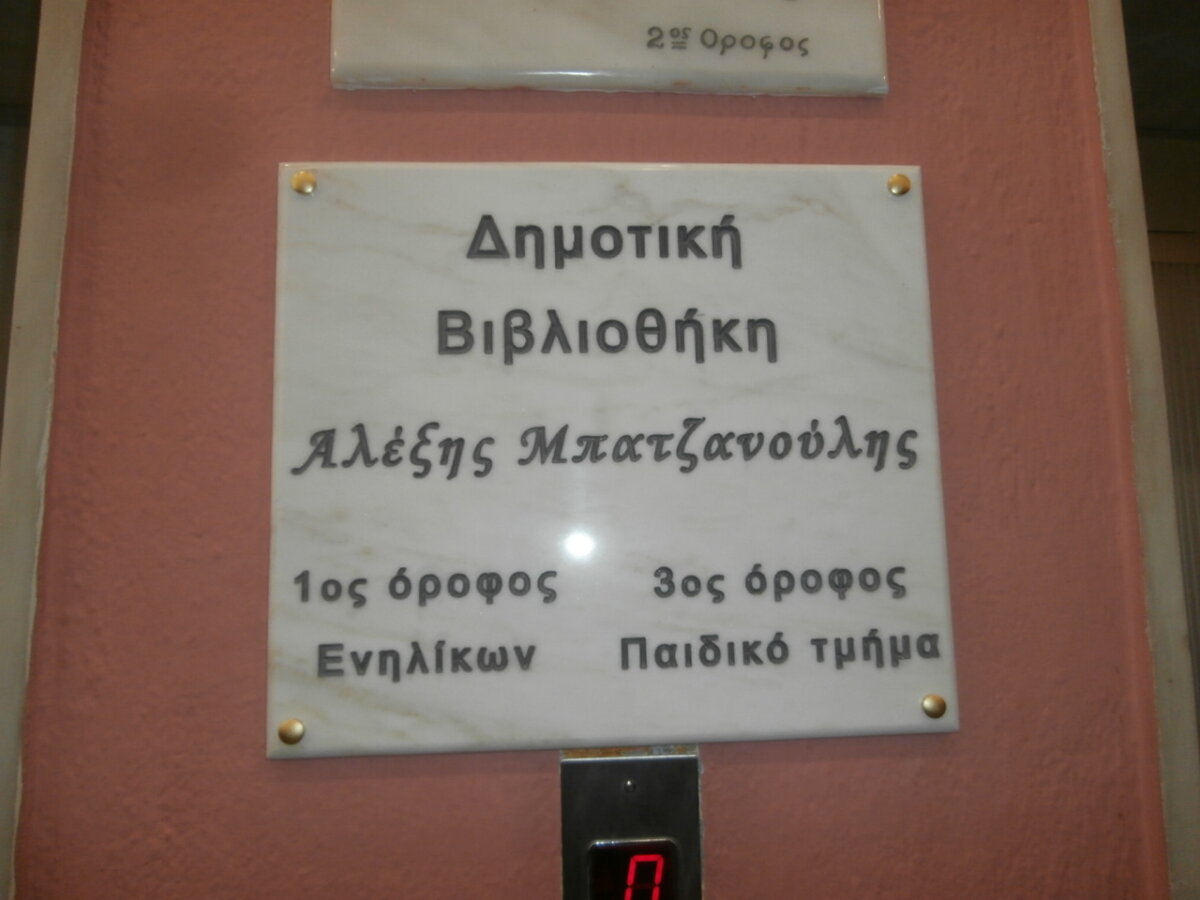 2ος Οροφος
Δημοτική
Βιβλιοθήκη
Αλέξης Μπατζανούλης
1ος όροφος 3ος όροφος
Ενηλίκων Παιδικό τμήμα
0